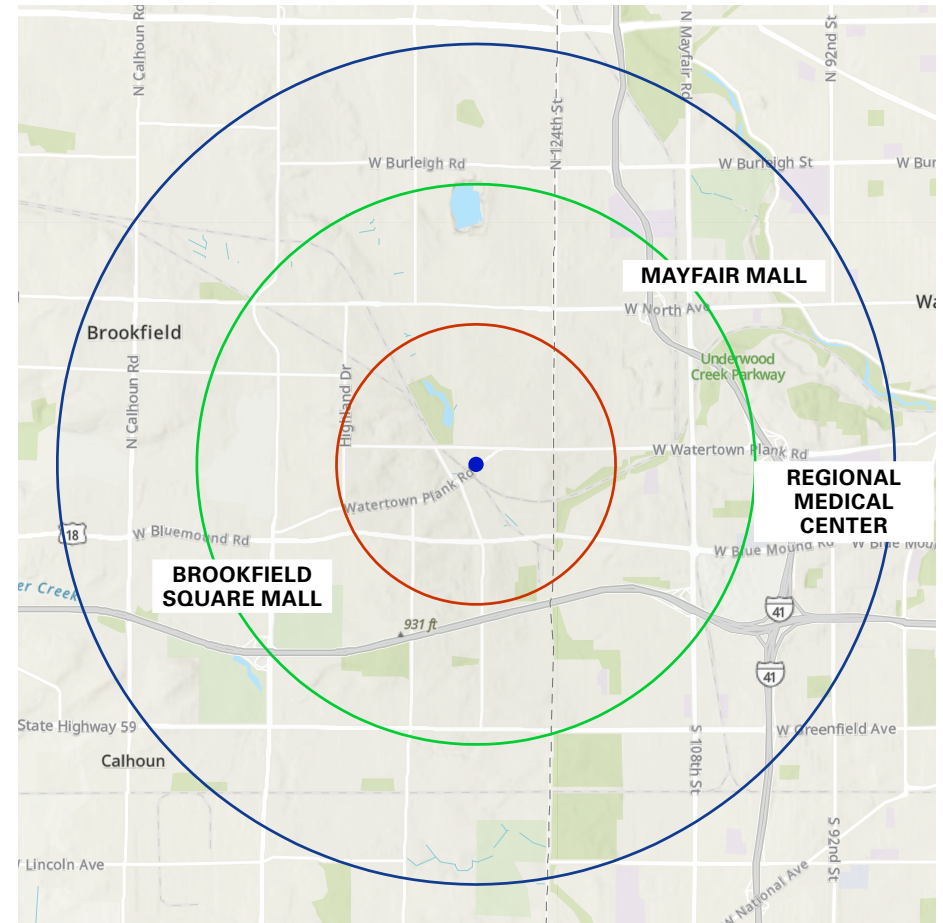 N Calhoun Rd
N Mayfair Rd
N 92nd St
N 124th St
W Burleigh Rd
W Burleigh St
W Bur
MAYFAIR MALL
W North Ave
Wa
Brookfield
Underwood
Creek Parkway
N Calhoun Rd
Highland Dr
W Watertown Plank Rd
Watertown Plank Rd
REGIONAL
MEDICAL
CENTER
18
W Bluemound Rd
W Blue Mound Rd
W Blue Mou
BROOKFIELD
SQUARE MALL
er Creek
931 ft
41
41
State Highway 59
W Greenfield Ave
Calhoun
S 108th St
S 92nd St
Lincoln Ave
W National Ave